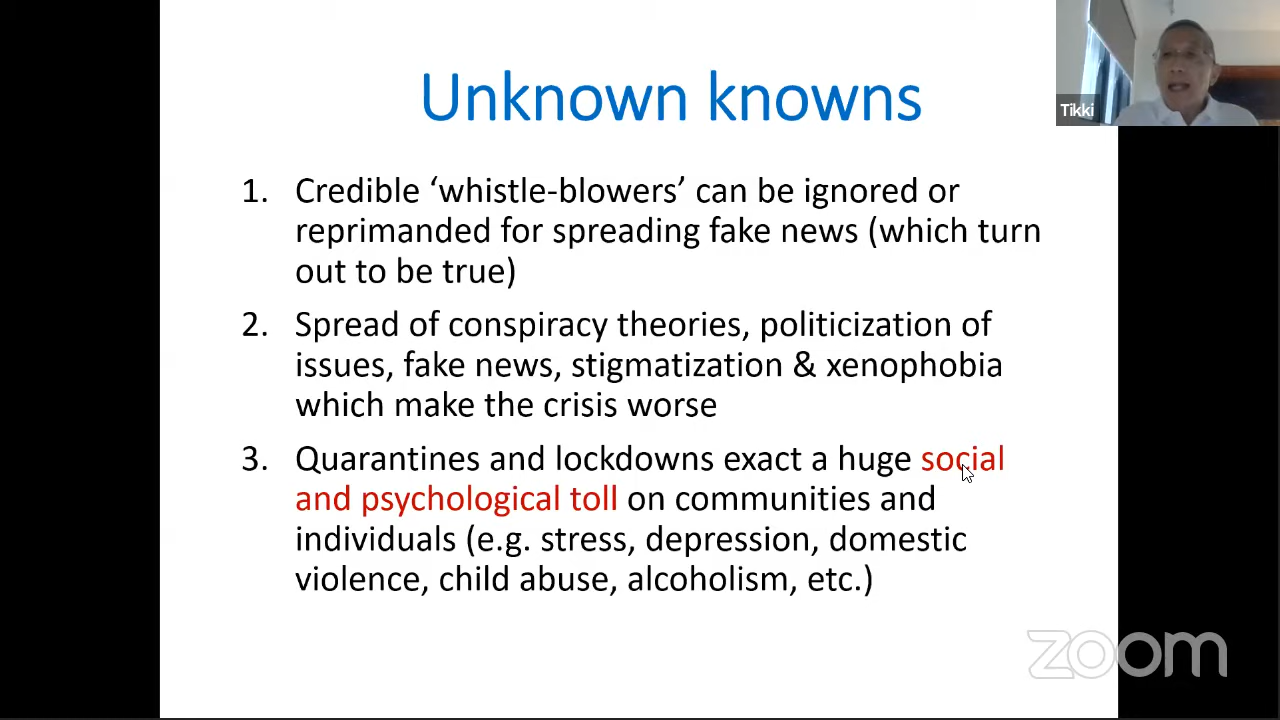 Unknown knowns
Tikki
1. Credible ‘whistle-blowers’ can be ignored or
reprimanded for spreading fake news (which turn
out to be true)
2. Spread of conspiracy theories, politicization of
issues, fake news, stigmatization & xenophobia
which make the crisis worse
3. Quarantines and lockdowns exact a huge social
and psychological toll on communities and
individuals (e.g. stress, depression, domestic
violence, child abuse, alcoholism, etc.)
zoom